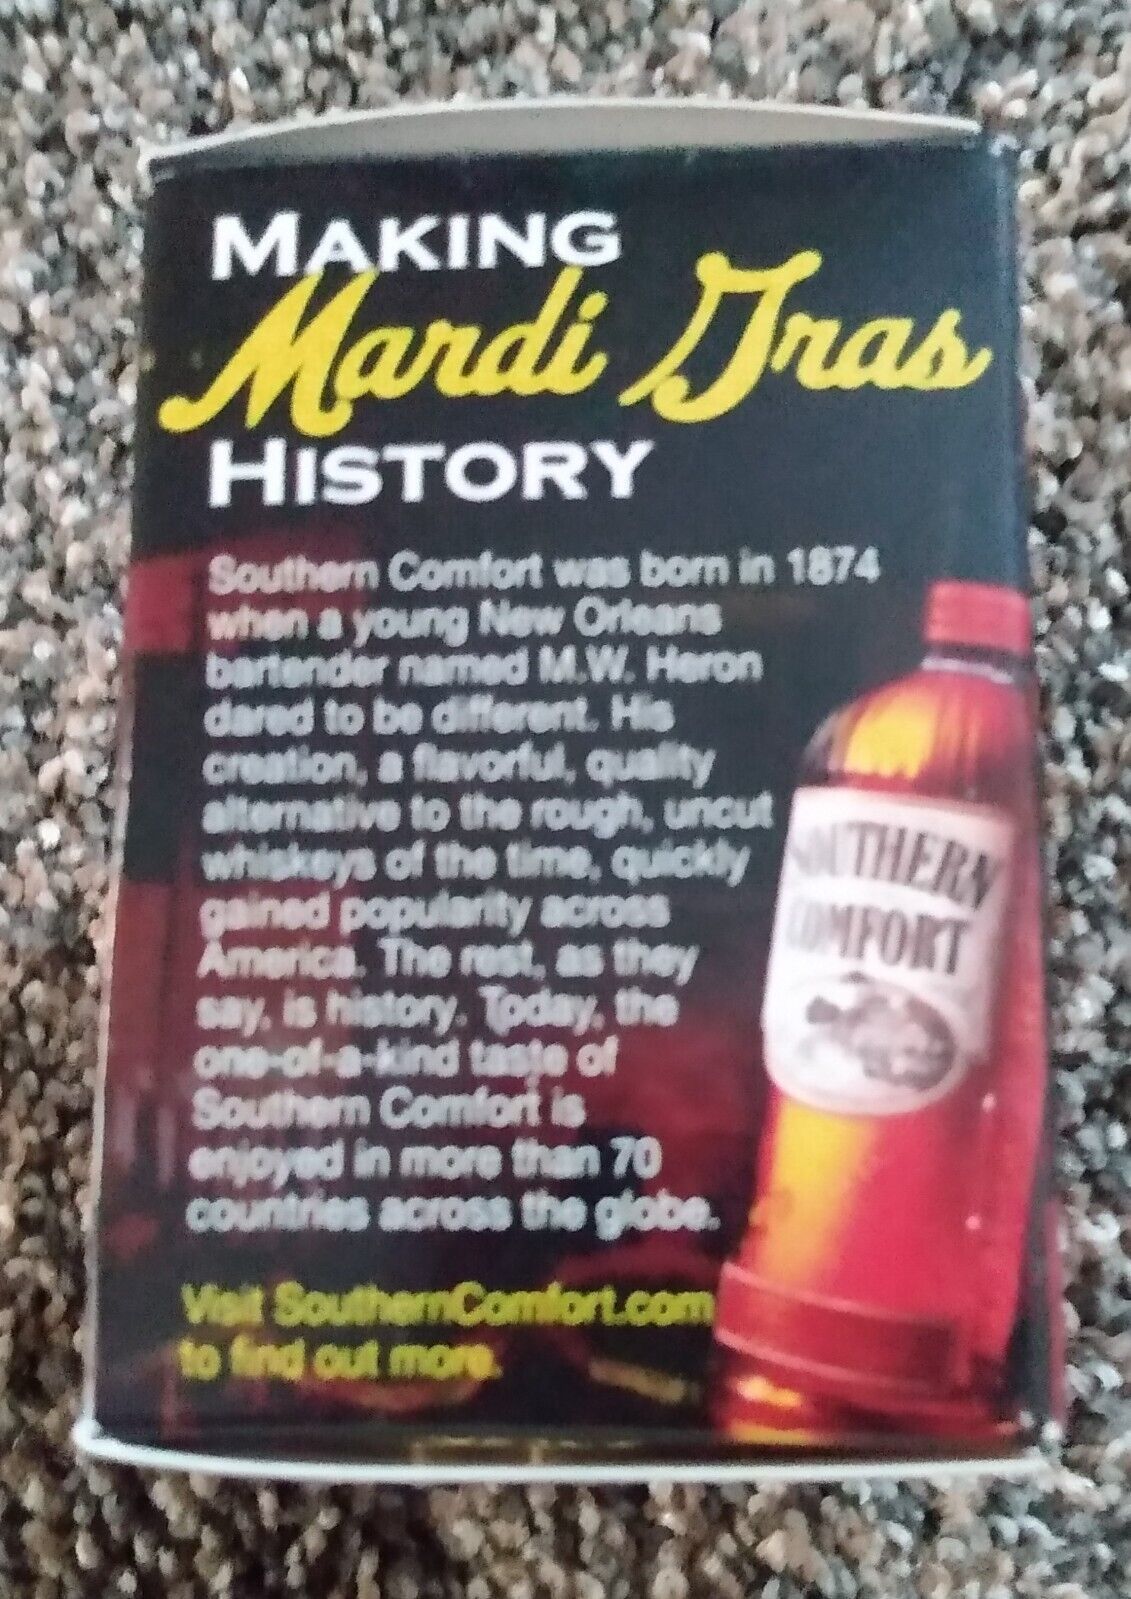 MAKING
Mardi Gras
HISTORY
Southern Comfort was born in 1874
when a young New Orleans
bartender named M.W. Heron
dared to be different. His
creation, a flavorful, quality
alternative to the rough, uncut
whiskeys of the time, quickly
gained popularity across
America. The rest, as they
say, is history. Today, the
one-of-a-kind taste of
Southern Comfort is
enjoyed in more than 70
countries across the globe.
Visit SouthernComfort.com
to find out more.
SOUTHERN
COMFORT